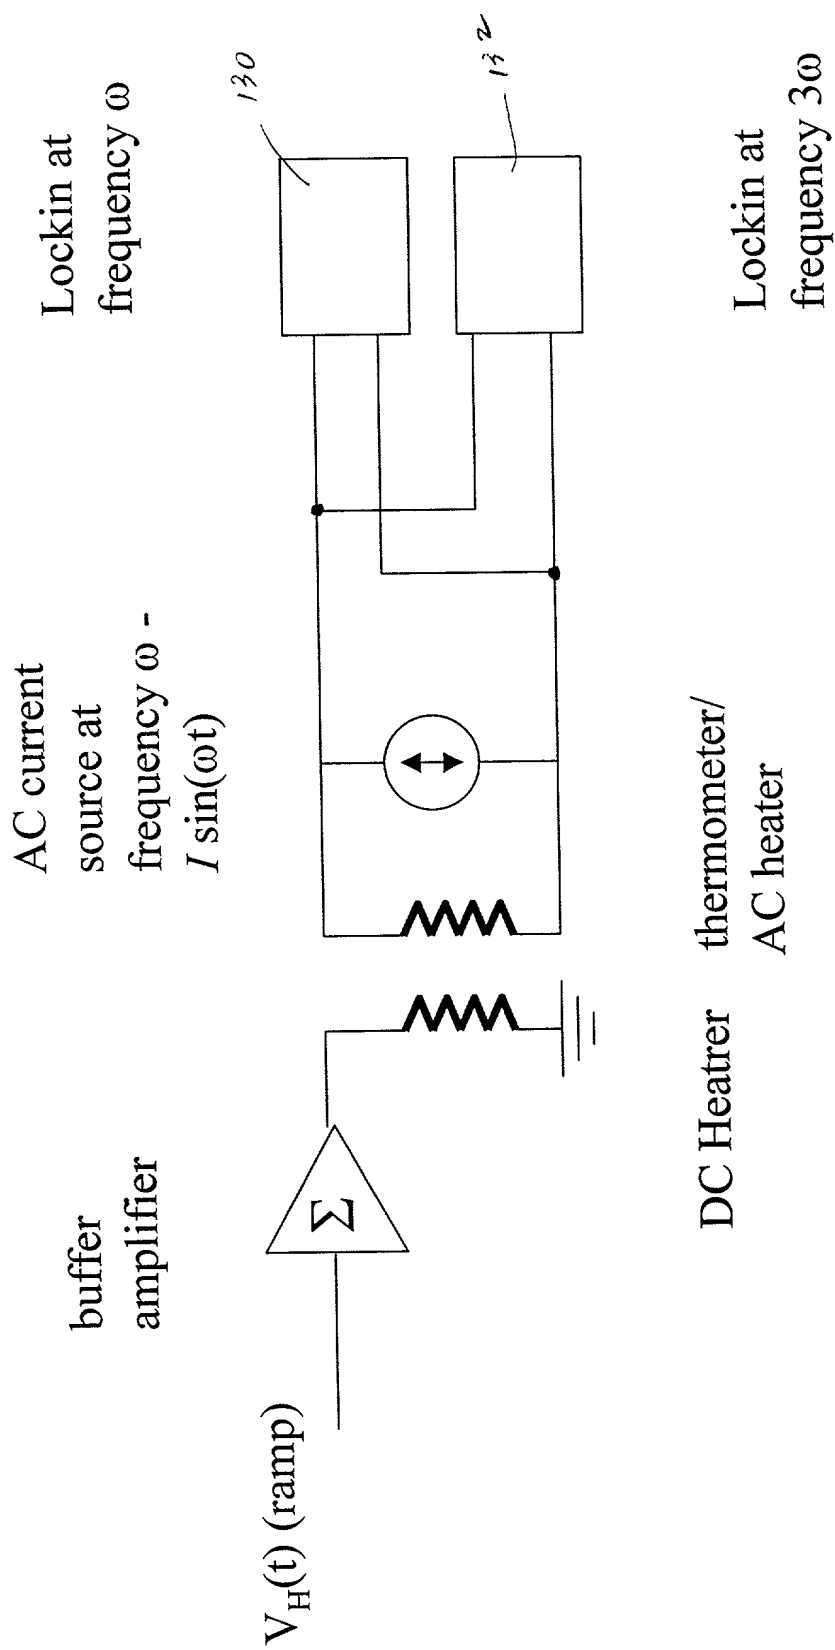 buffer
amplifier
AC current
source at
frequency ω -
I sin(ωt)
Lockin at
frequency ω
V_H(t) (ramp)
Σ
130
132
DC Heatrer
thermometer/
AC heater
Lockin at
frequency 3ω